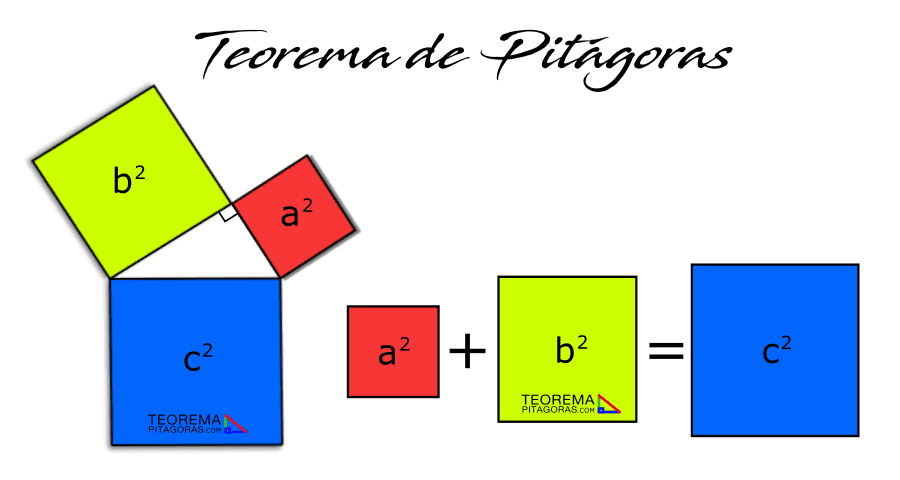 Teorema de Pitágoras
b²
a²
c²
TEOREMA
PITAGORAS.COM
a² + b² = c²
TEOREMA
PITAGORAS.COM